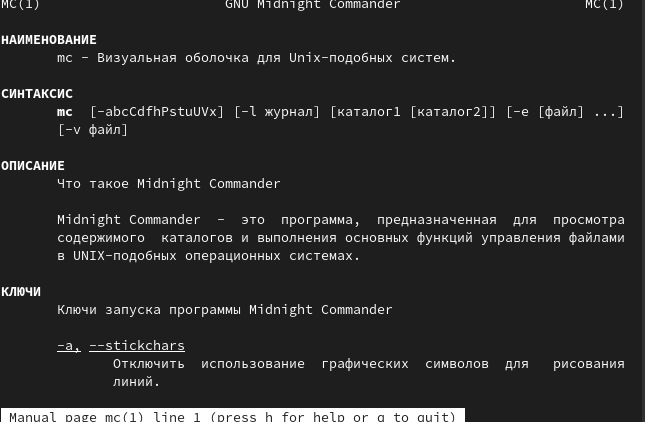 MC(1) GNU Midnight Commander MC(1)
НАИМЕНОВАНИЕ
mc - Визуальная оболочка для Unix-подобных систем.
СИНТАКСИС
mc [-abcCdfhPstuUVx] [-l журнал] [каталог1 [каталог2]] [-e [файл] ...]
[-v файл]
ОПИСАНИЕ
Что такое Midnight Commander
Midnight Commander - это программа, предназначенная для просмотра
содержимого каталогов и выполнения основных функций управления файлами
в UNIX-подобных операционных системах.
КЛЮЧИ
Ключи запуска программы Midnight Commander
-a, --stickchars
Отключить использование графических символов для рисования
линий.
Manual page mc(1) line 1 (press h for help or q to quit)